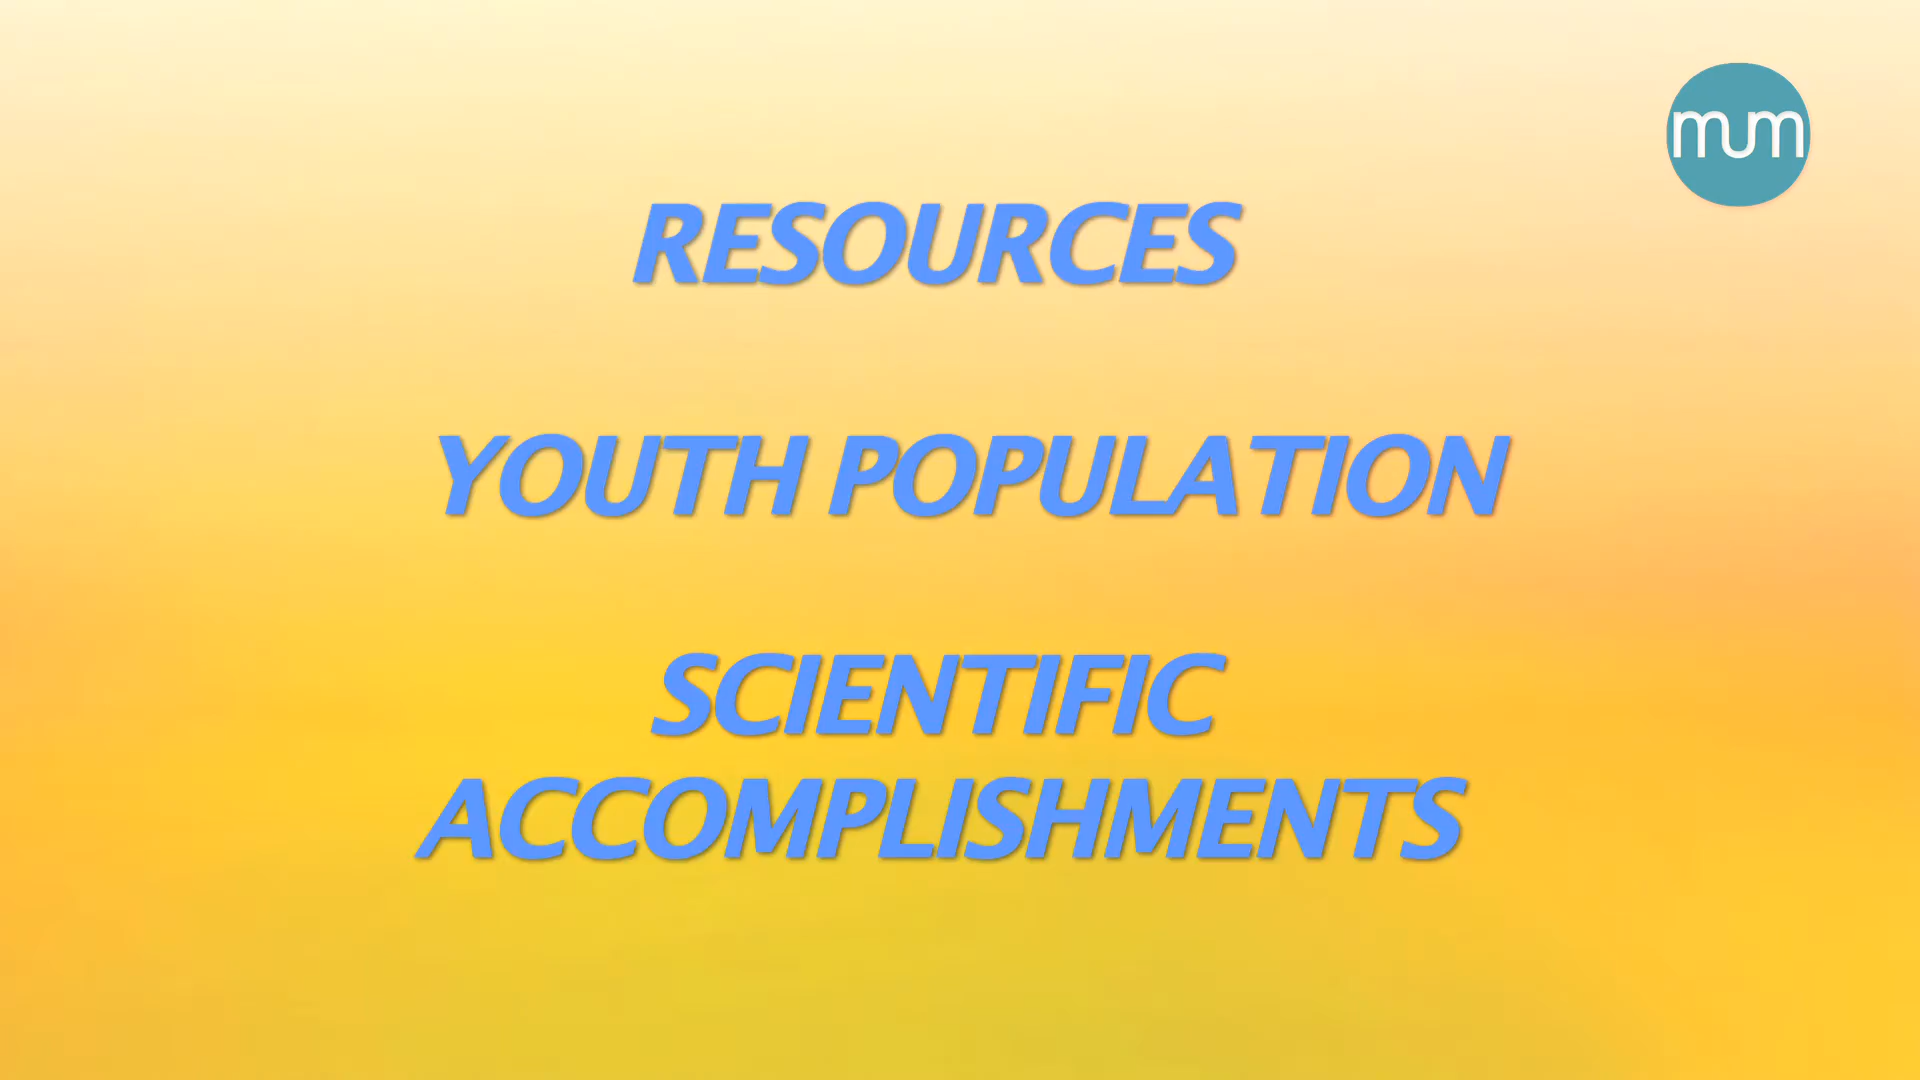 mum
RESOURCES
YOUTH POPULATION
SCIENTIFIC
ACCOMPLISHMENTS